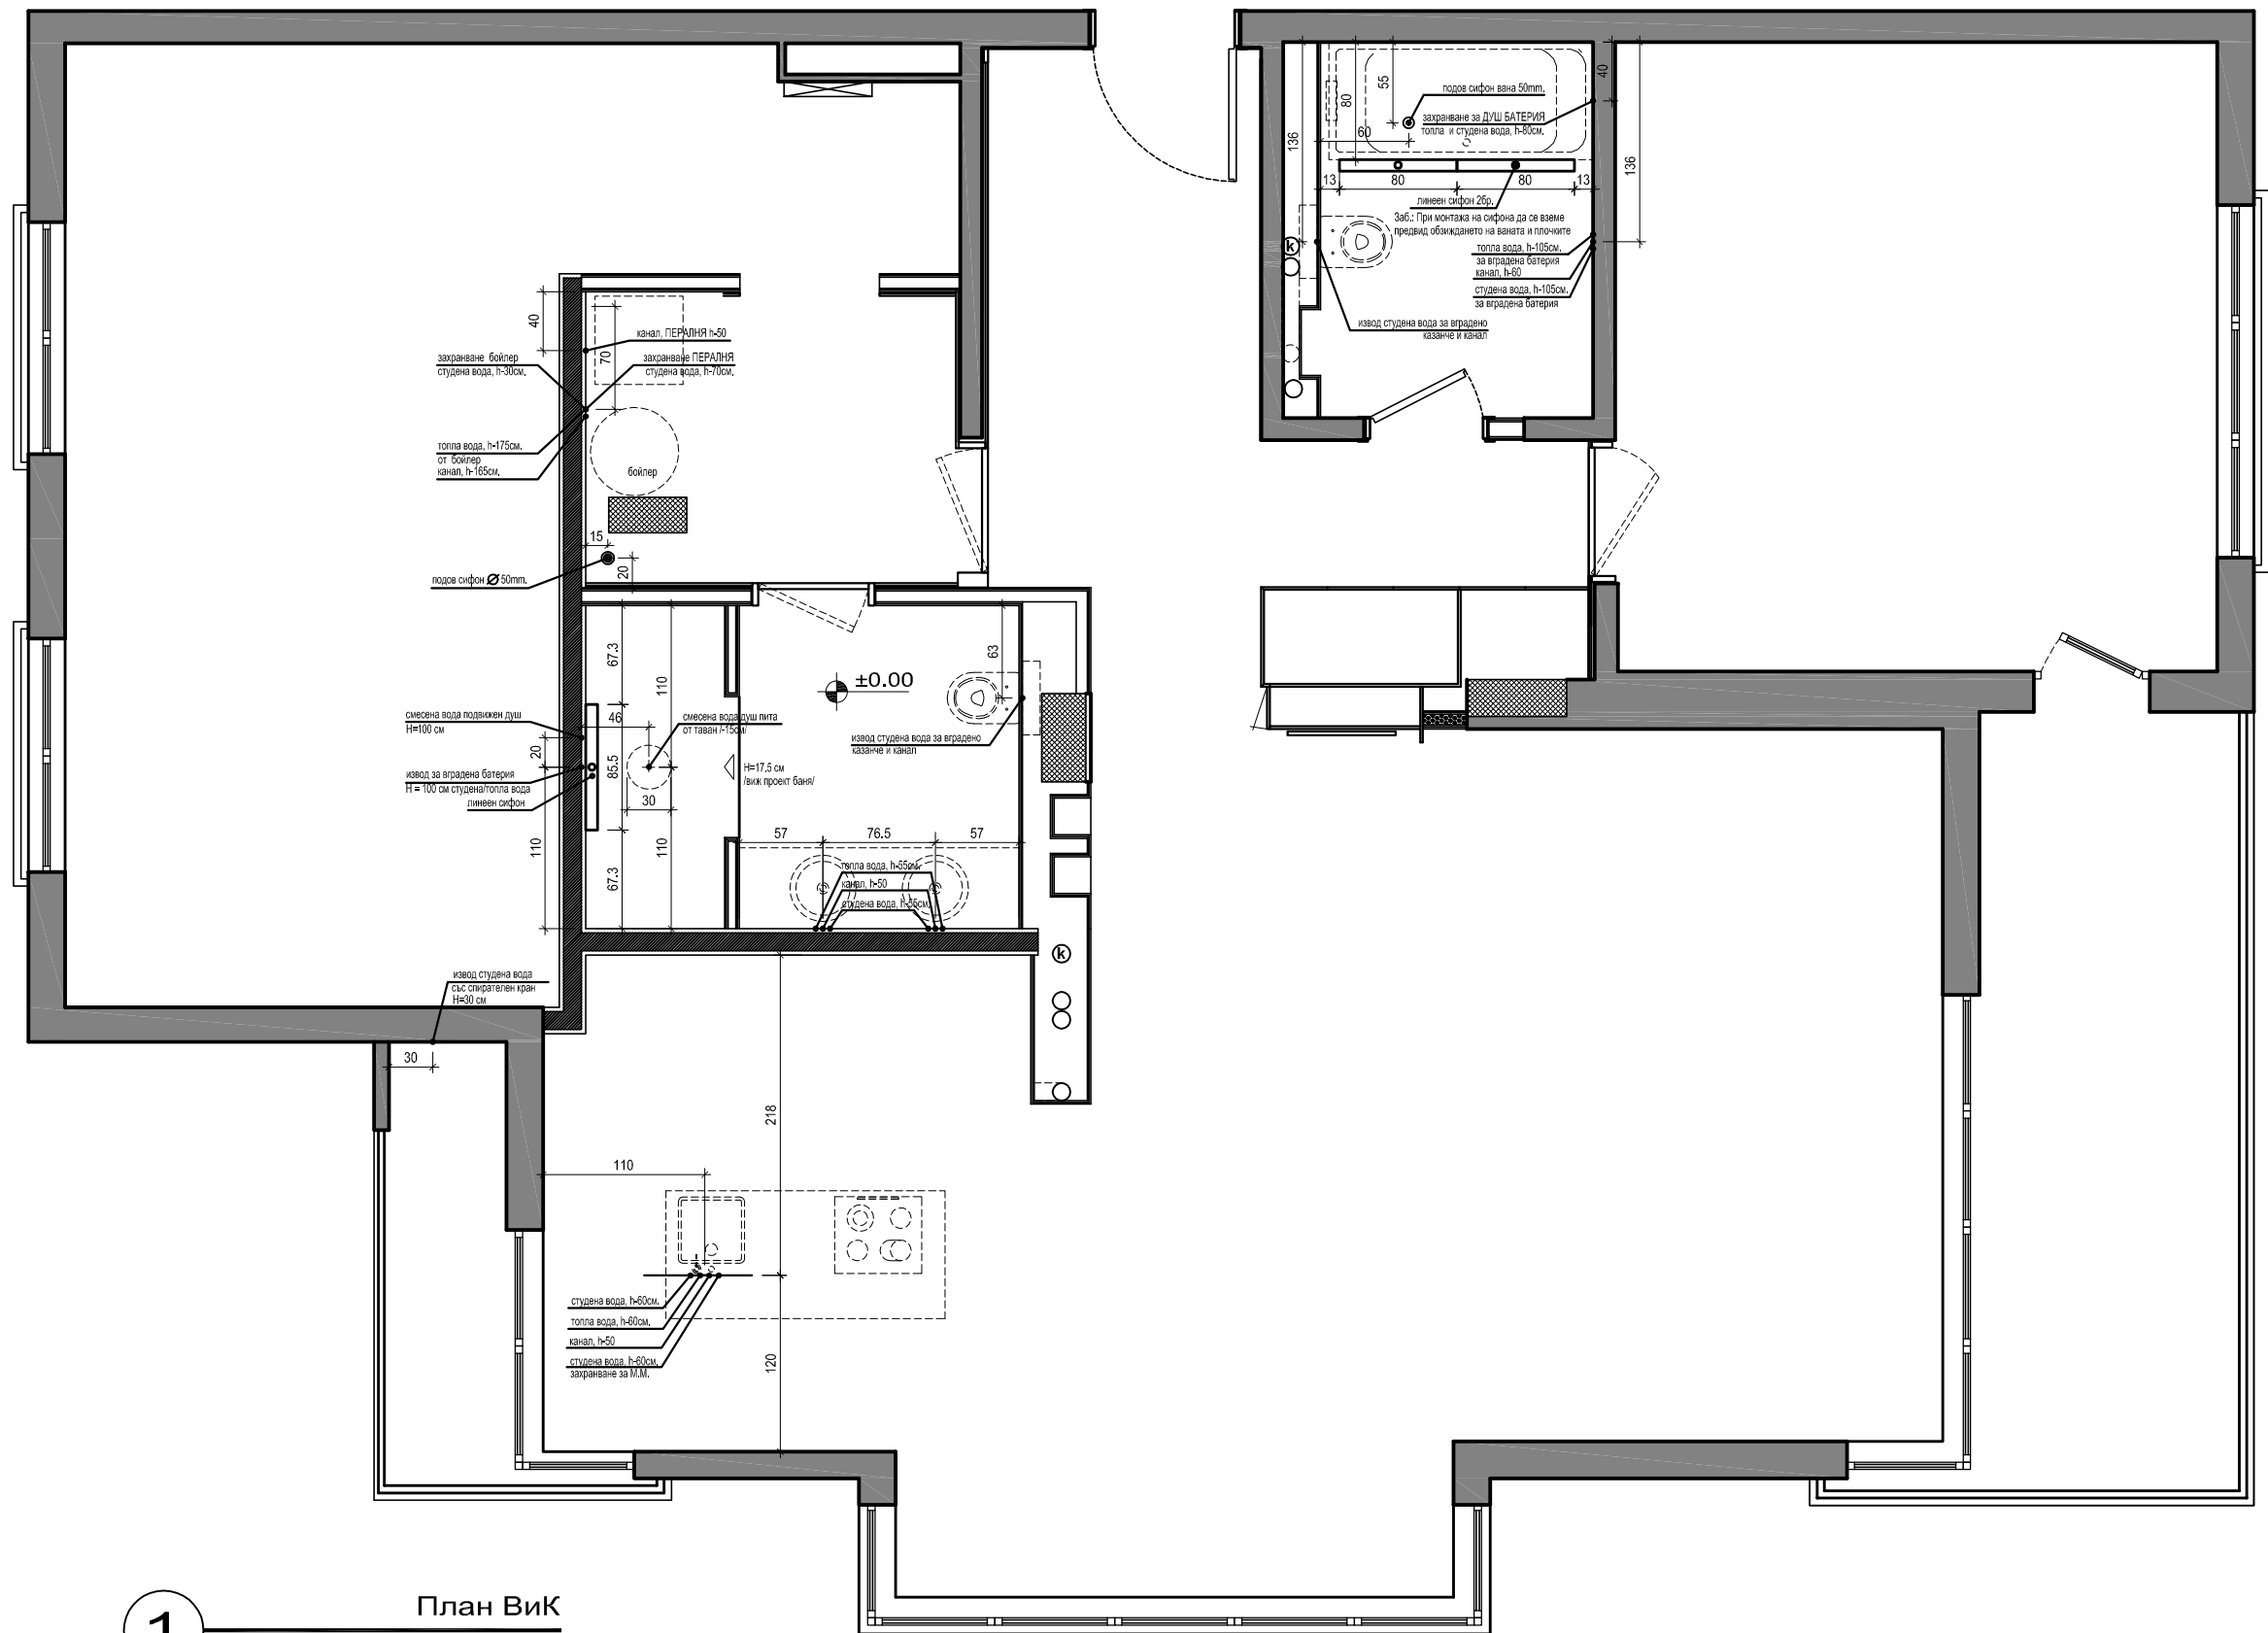 подов сифон вана 50mm.
захранване за ДУШ БАТЕРИЯ
топла и студена вода, h-80см.
40
55
80
60
136
136
13
80
80
13
линеен сифон 2бр.
Заб.: При монтажа на сифона да се вземе
предвид обзиждането на ваната и плочките
k
топла вода, h-105см.
за вградена батерия
канал, h-60
студена вода, h-105см.
за вградена батерия
извод студена вода за вградено
казанче и канал
40
70
канал, ПЕРАЛНЯ h-50
захранване бойлер
студена вода, h-30см.
захранване ПЕРАЛНЯ
студена вода, h-70см.
топла вода, h-175см.
от бойлер
канал, h-165см.
бойлер
15
20
подов сифон Ø 50mm.
67.3
110
63
±0.00
смесена вода подвижен душ
H=100 см
46
смесена вода душ пита
от таван /-15см/
извод студена вода за вградено
казанче и канал
20
85.5
извод за вградена батерия
H = 100 см студена/топла вода
линеен сифон
H=17,5 см
/виж проект баня/
30
57
76.5
57
110
110
67.3
топла вода, h-55см.
канал, h-50
студена вода, h-55см.
k
извод студена вода
със спирателен кран
H=30 см
30
218
110
студена вода, h-60см.
топла вода, h-60см.
канал, h-50
студена вода, h-60см.
захранване за М.М.
120
План ВиК
1